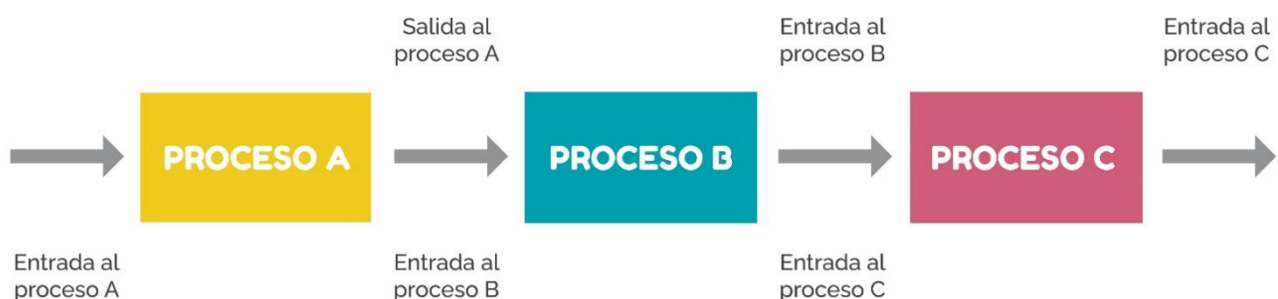 Salida al
proceso A
Entrada al
proceso B
Entrada al
proceso C
PROCESO A
PROCESO B
PROCESO C
Entrada al
proceso A
Entrada al
proceso B
Entrada al
proceso C